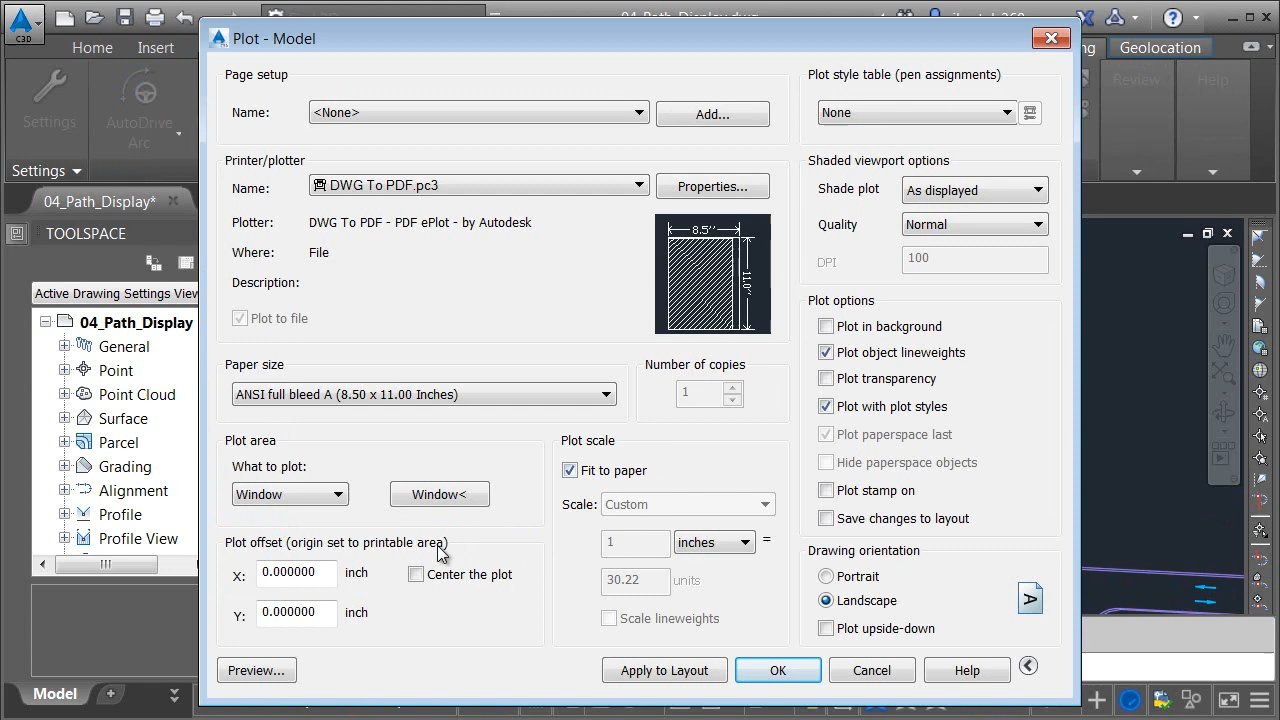 04_Path_Display.dwg
C3D
Plot - Model
Home
Insert
Geolocation
Settings
AutoDrive
Arc
Review
Help
Settings
04_Path_Display*
TOOLSPACE
Active Drawing Settings View
04_Path_Display
General
Point
Point Cloud
Surface
Parcel
Grading
Alignment
Profile
Profile View
Model
Page setup
Name:
<None>
Add...
Printer/plotter
Name:
DWG To PDF.pc3
Properties...
Plotter:
DWG To PDF - PDF ePlot - by Autodesk
Where:
File
Description:
Plot to file
8.5''
11.0''
Paper size
ANSI full bleed A (8.50 x 11.00 Inches)
Number of copies
1
Plot area
What to plot:
Window
Window<
Plot scale
Fit to paper
Scale:
Custom
1
inches
=
30.22
units
Scale lineweights
Plot offset (origin set to printable area)
X:
0.000000
inch
Center the plot
Y:
0.000000
inch
Preview...
Plot style table (pen assignments)
None
Shaded viewport options
Shade plot
As displayed
Quality
Normal
DPI
100
Plot options
Plot in background
Plot object lineweights
Plot transparency
Plot with plot styles
Plot paperspace last
Hide paperspace objects
Plot stamp on
Save changes to layout
Drawing orientation
Portrait
Landscape
A
Plot upside-down
Apply to Layout
OK
Cancel
Help